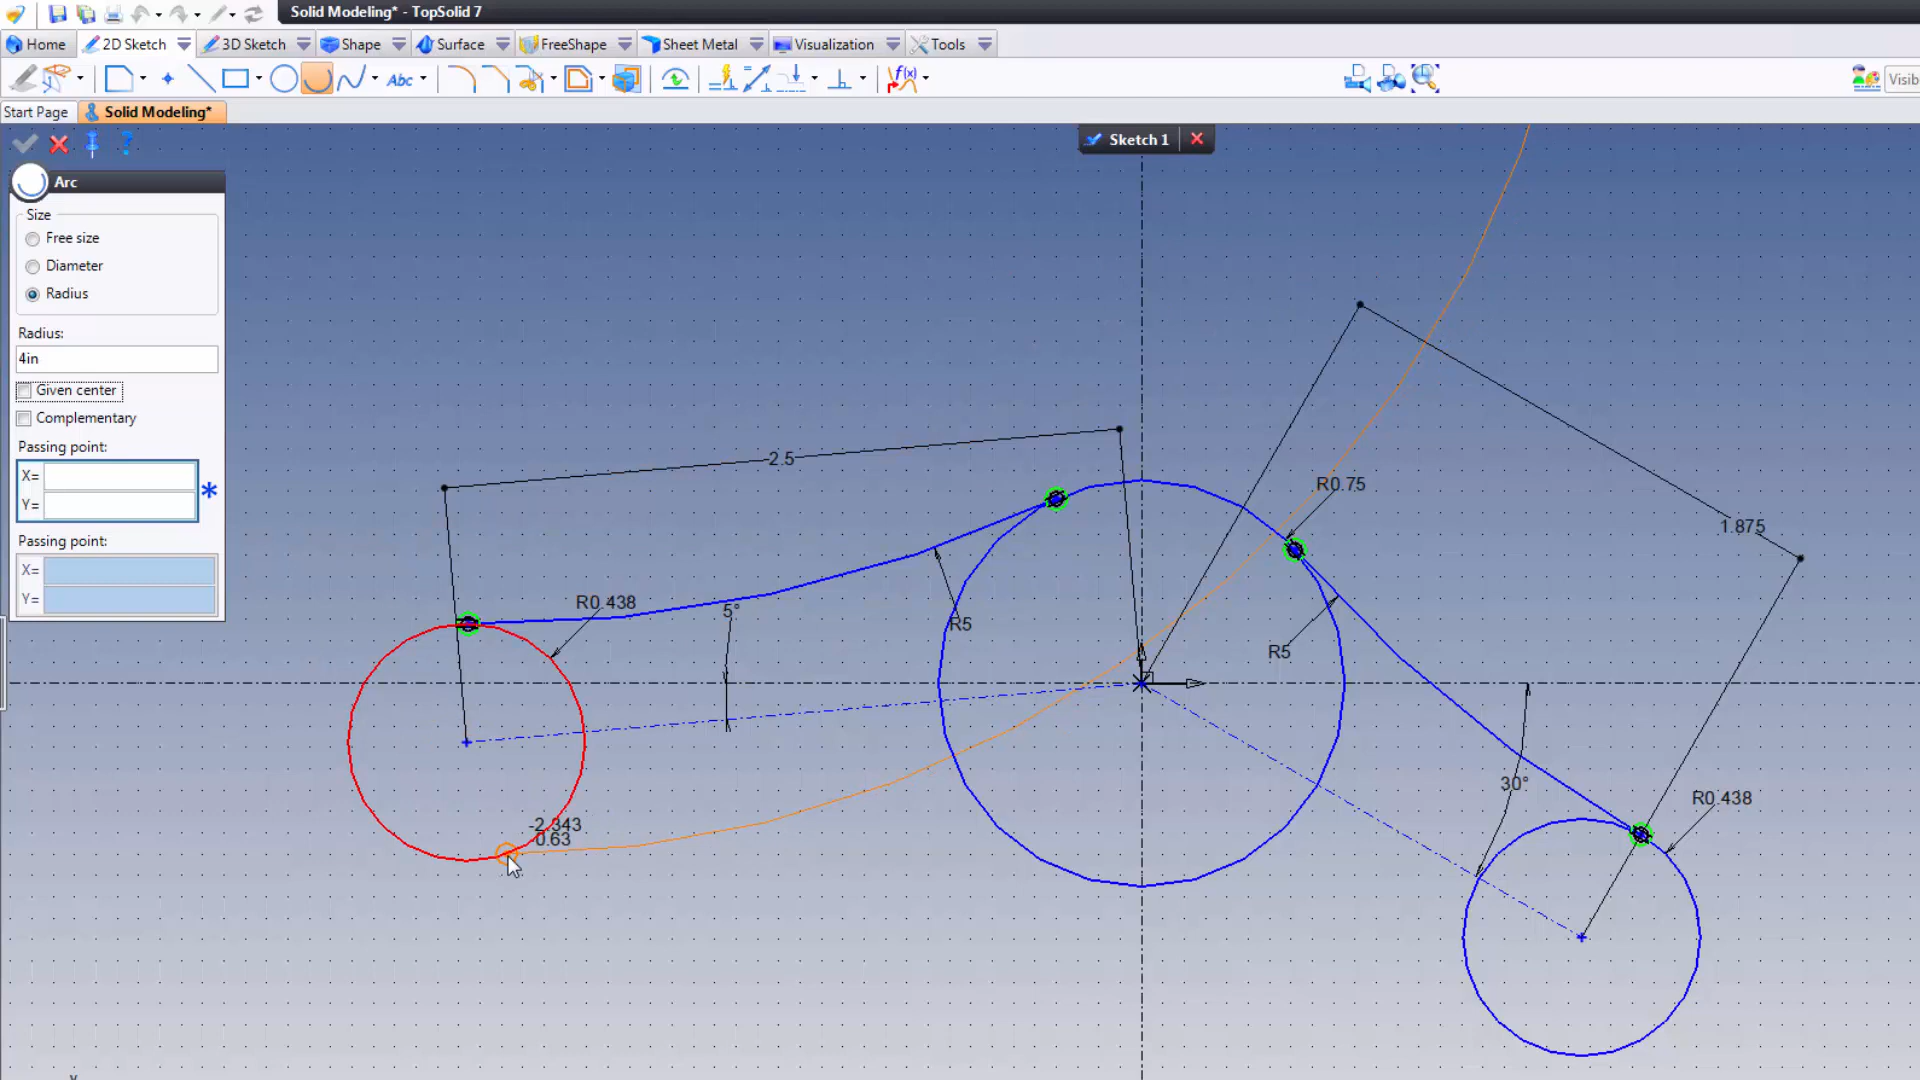 Solid Modeling* - TopSolid 7
Home
2D Sketch
3D Sketch
Shape
Surface
FreeShape
Sheet Metal
Visualization
Tools
Abc
f(x)
Visib
Start Page
Solid Modeling*
Sketch 1
?
Arc
Size
Free size
Diameter
Radius
Radius:
4in
Given center
Complementary
Passing point:
X=
Y=
*
Passing point:
X=
Y=
2.5
R0.75
1.875
R0.438
5°
R5
R5
30°
R0.438
-2.343
-0.63